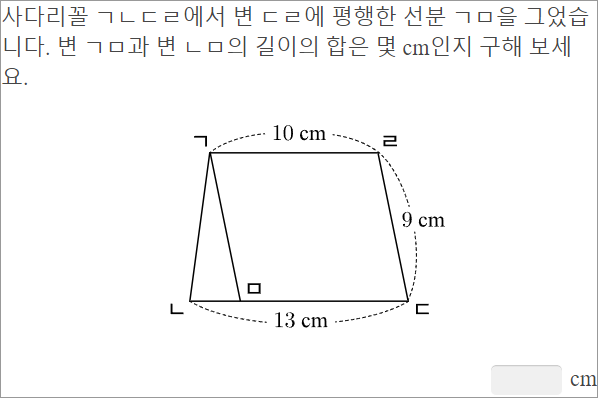 사다리꼴 ㄱㄴㄷㄹ에서 변 ㄷㄹ에 평행한 선분 ㄱㅁ을 그었습
니다. 변 ㄱㅁ과 변 ㄴㅁ의 길이의 합은 몇 cm인지 구해 보세
요.
10 cm
ㄱ
ㄹ
9 cm
ㅁ
ㄴ
ㄷ
13 cm
cm